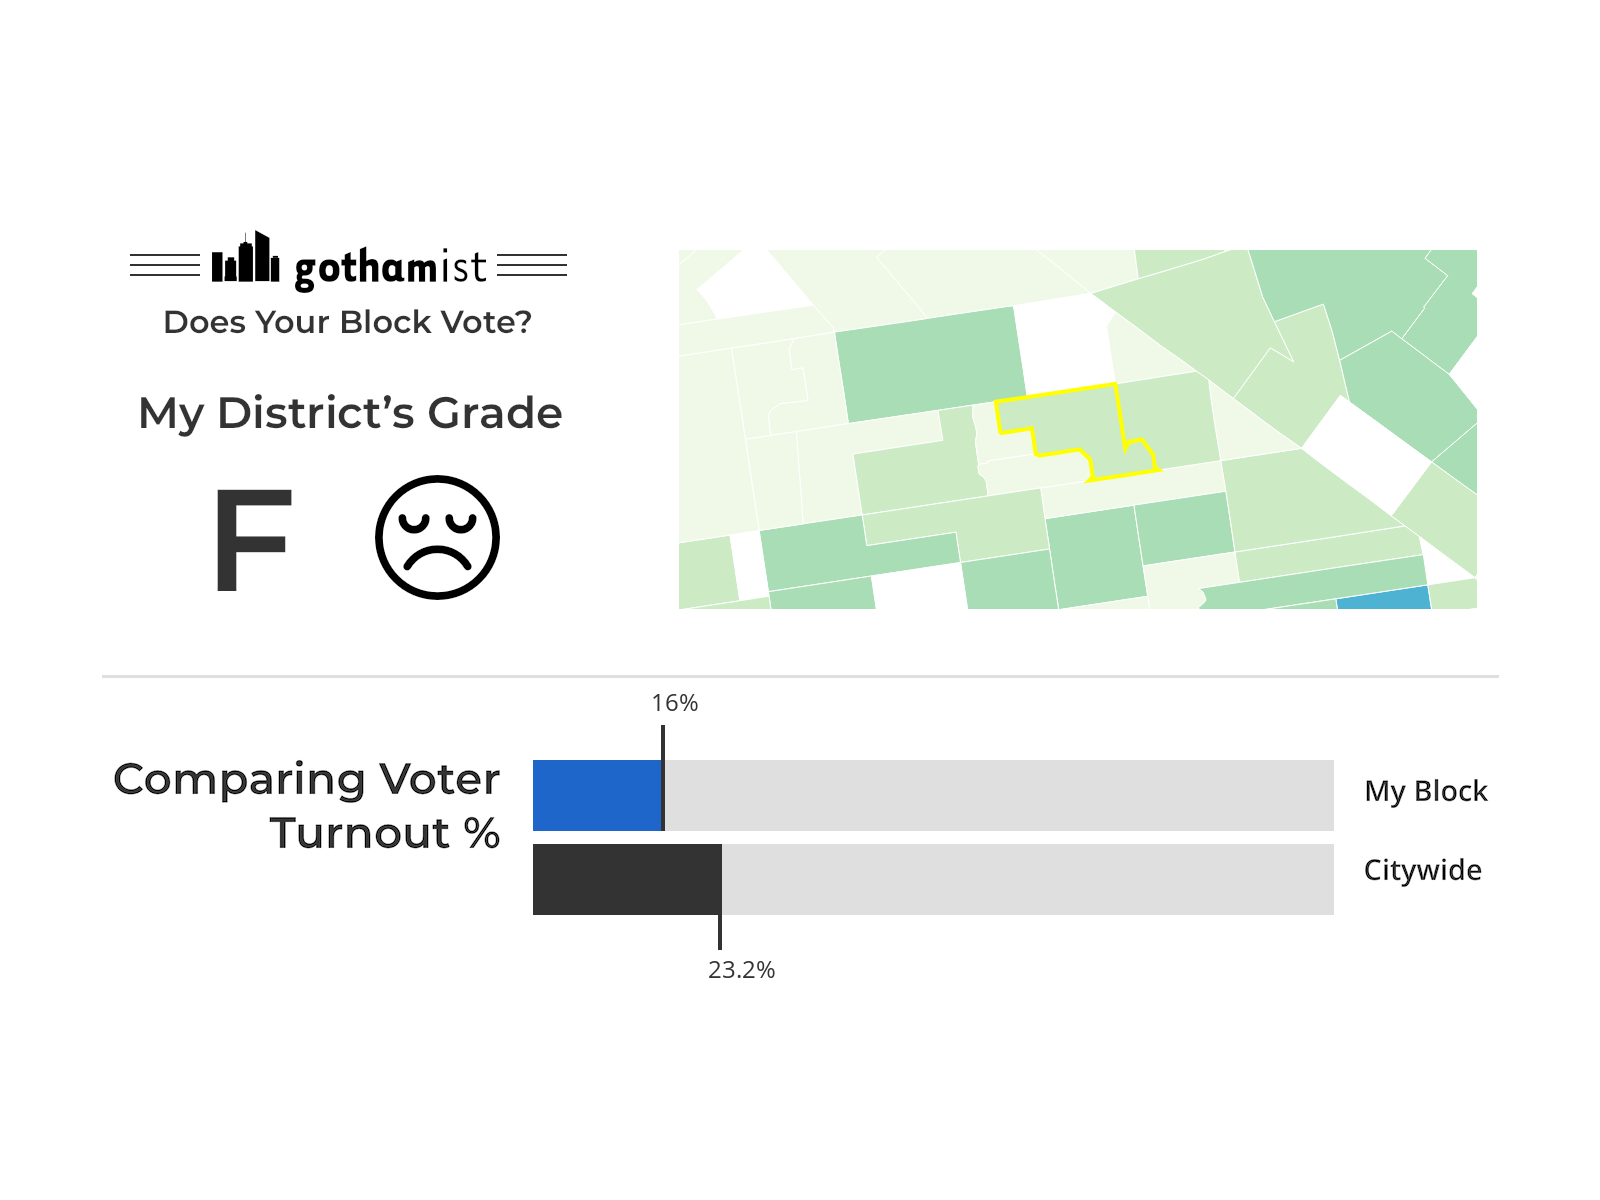 gothamist
Does Your Block Vote?
My District’s Grade
F
16%
Comparing Voter
Turnout %
My Block
Citywide
23.2%